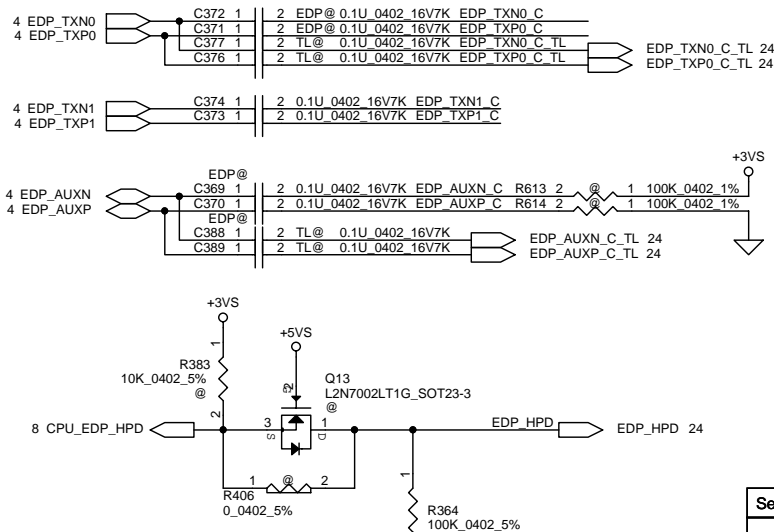 4 EDP_TXN0 C372 1 2 EDP@ 0.1U_0402_16V7K EDP_TXN0_C
4 EDP_TXP0 C371 1 2 EDP@ 0.1U_0402_16V7K EDP_TXP0_C
C377 1 2 TL@ 0.1U_0402_16V7K EDP_TXN0_C_TL EDP_TXN0_C_TL 24
C376 1 2 TL@ 0.1U_0402_16V7K EDP_TXP0_C_TL EDP_TXP0_C_TL 24
4 EDP_TXN1 C374 1 2 0.1U_0402_16V7K EDP_TXN1_C
4 EDP_TXP1 C373 1 2 0.1U_0402_16V7K EDP_TXP1_C
+3VS
EDP@
4 EDP_AUXN C369 1 2 0.1U_0402_16V7K EDP_AUXN_C R613 2 @ 1 100K_0402_1%
4 EDP_AUXP C370 1 2 0.1U_0402_16V7K EDP_AUXP_C R614 2 @ 1 100K_0402_1%
EDP@
C388 1 2 TL@ 0.1U_0402_16V7K EDP_AUXN_C_TL 24
C389 1 2 TL@ 0.1U_0402_16V7K EDP_AUXP_C_TL 24
+3VS
+5VS
1
R383
10K_0402_5%
@
2
G
2
Q13
L2N7002LT1G_SOT23-3
@
8 CPU_EDP_HPD 3 S 1 D EDP_HPD EDP_HPD 24
1 @ 2
R406
0_0402_5%
1
R364
100K_0402_5%
Se